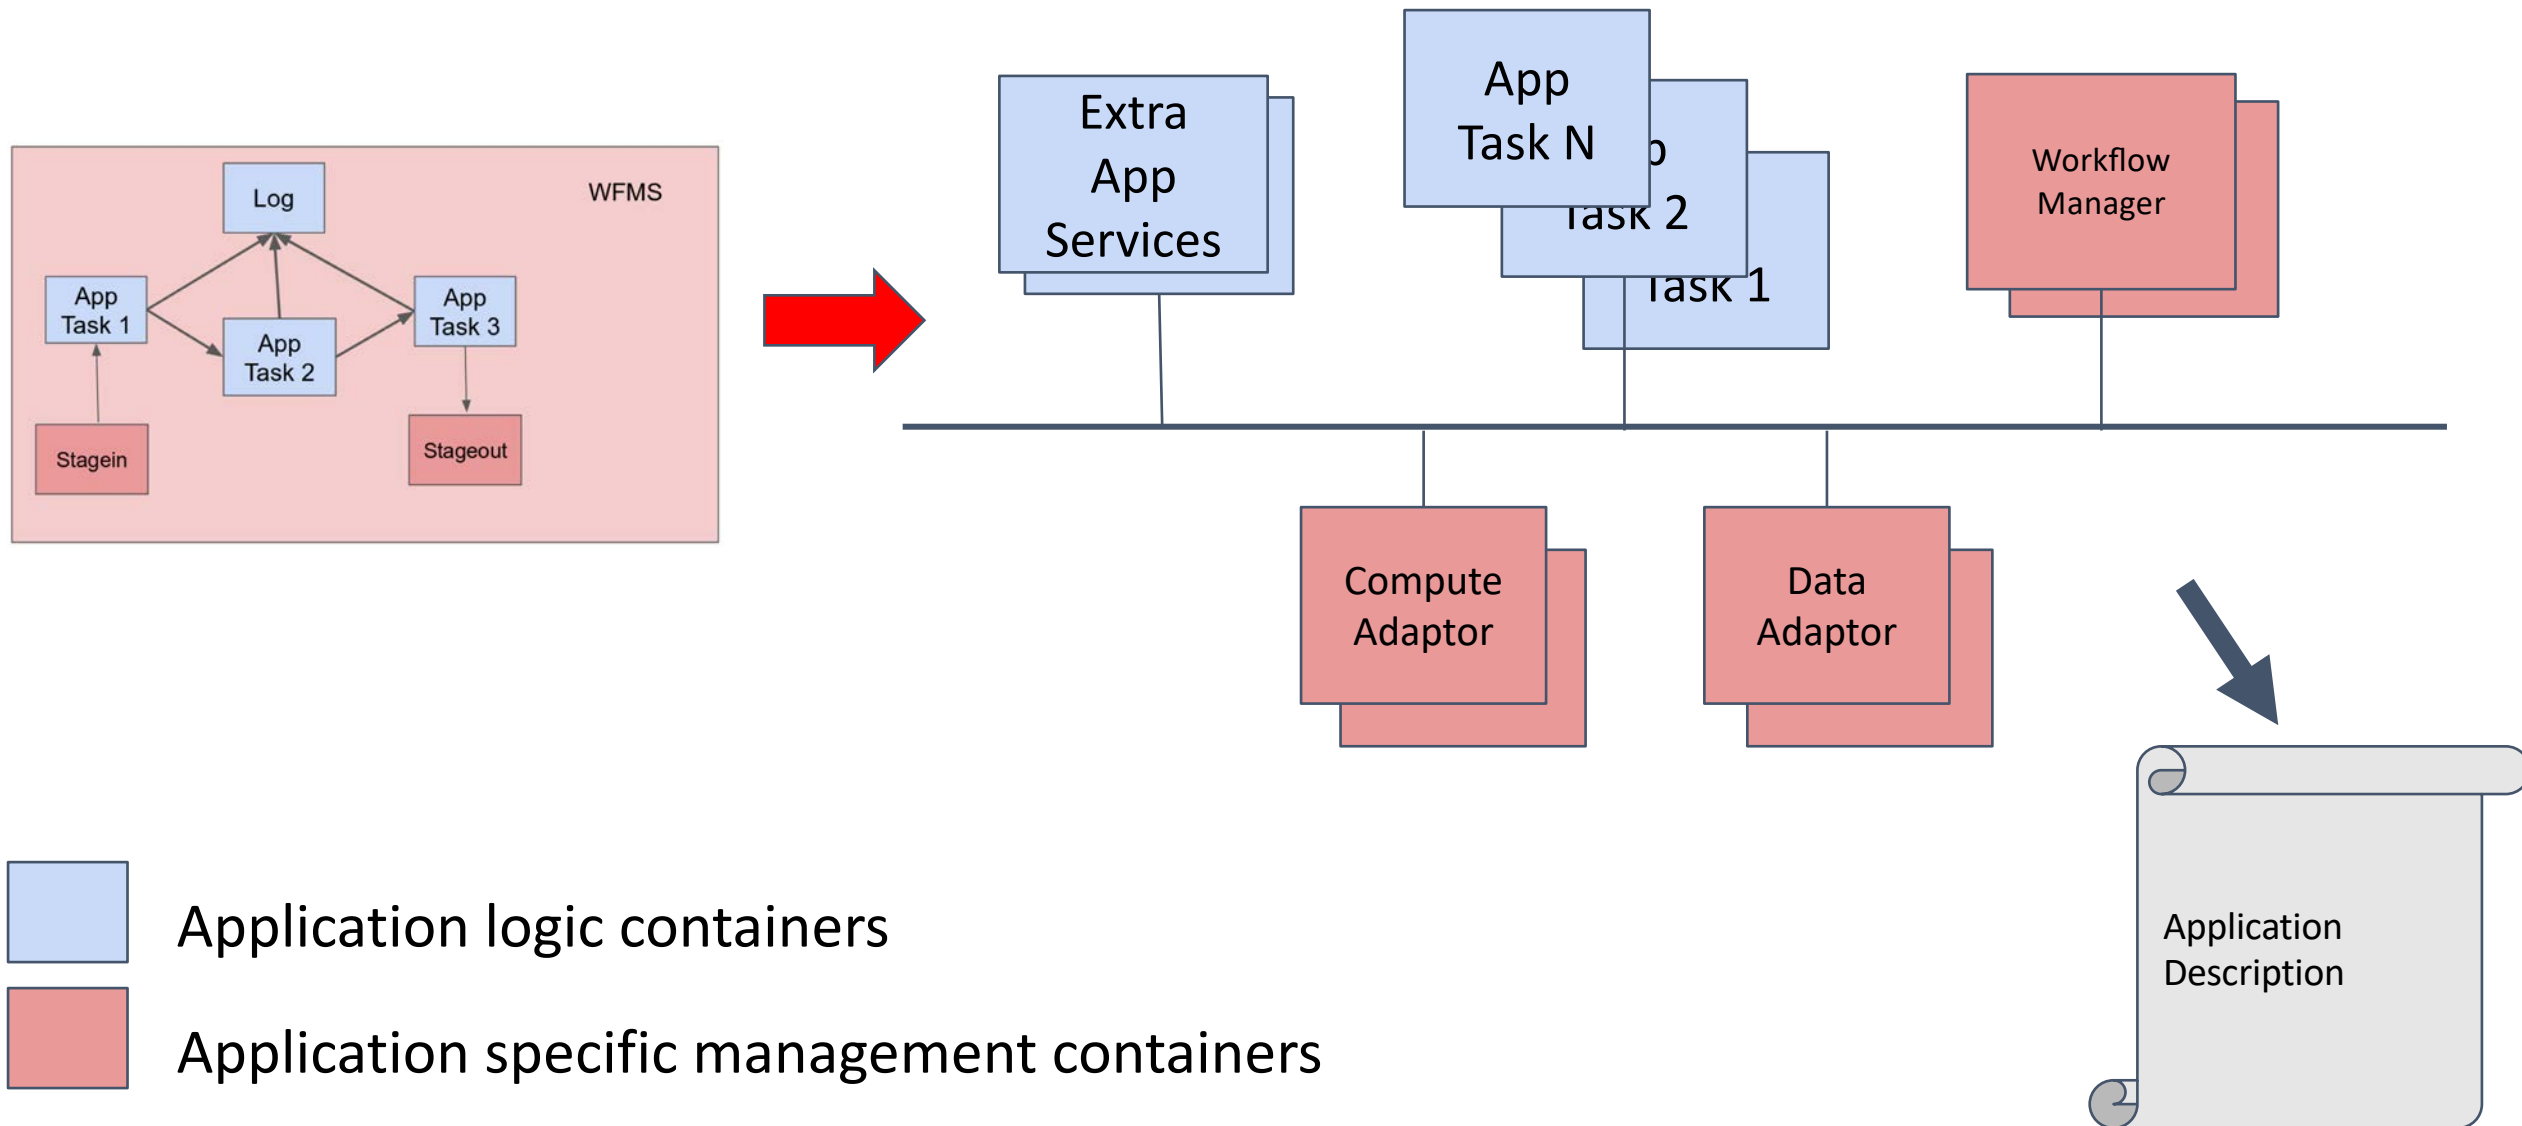 Log
WFMS
App
Task 1
App
Task 2
App
Task 3
Stagein
Stageout
Extra
App
Services
App
Task N
p
Task 2
Task 1
Workflow
Manager
Compute
Adaptor
Data
Adaptor
Application
Description
Application logic containers
Application specific management containers